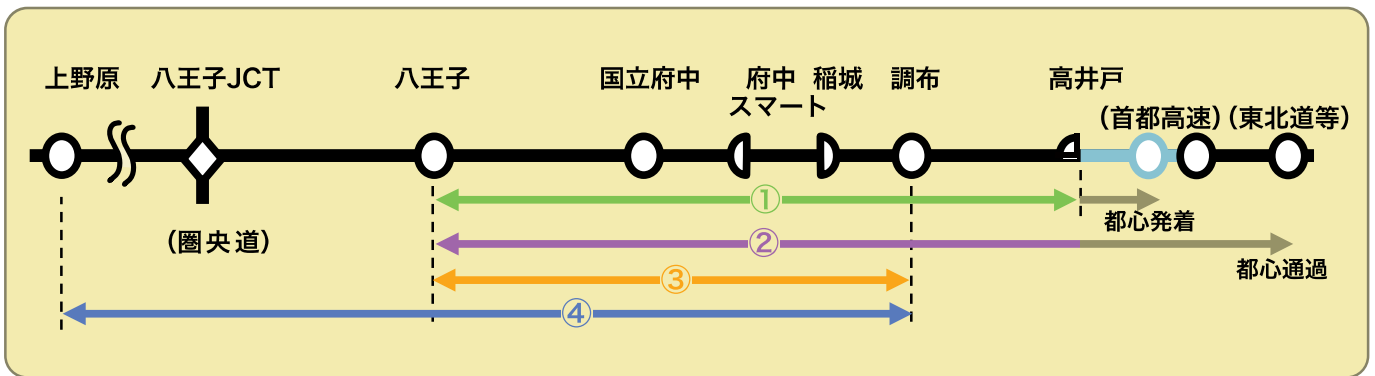 上野原
八王子JCT
八王子
国立府中
府中
スマート
稲城
調布
高井戸
（首都高速）
（東北道等）
①
都心発着
（圏央道）
②
都心通過
③
④